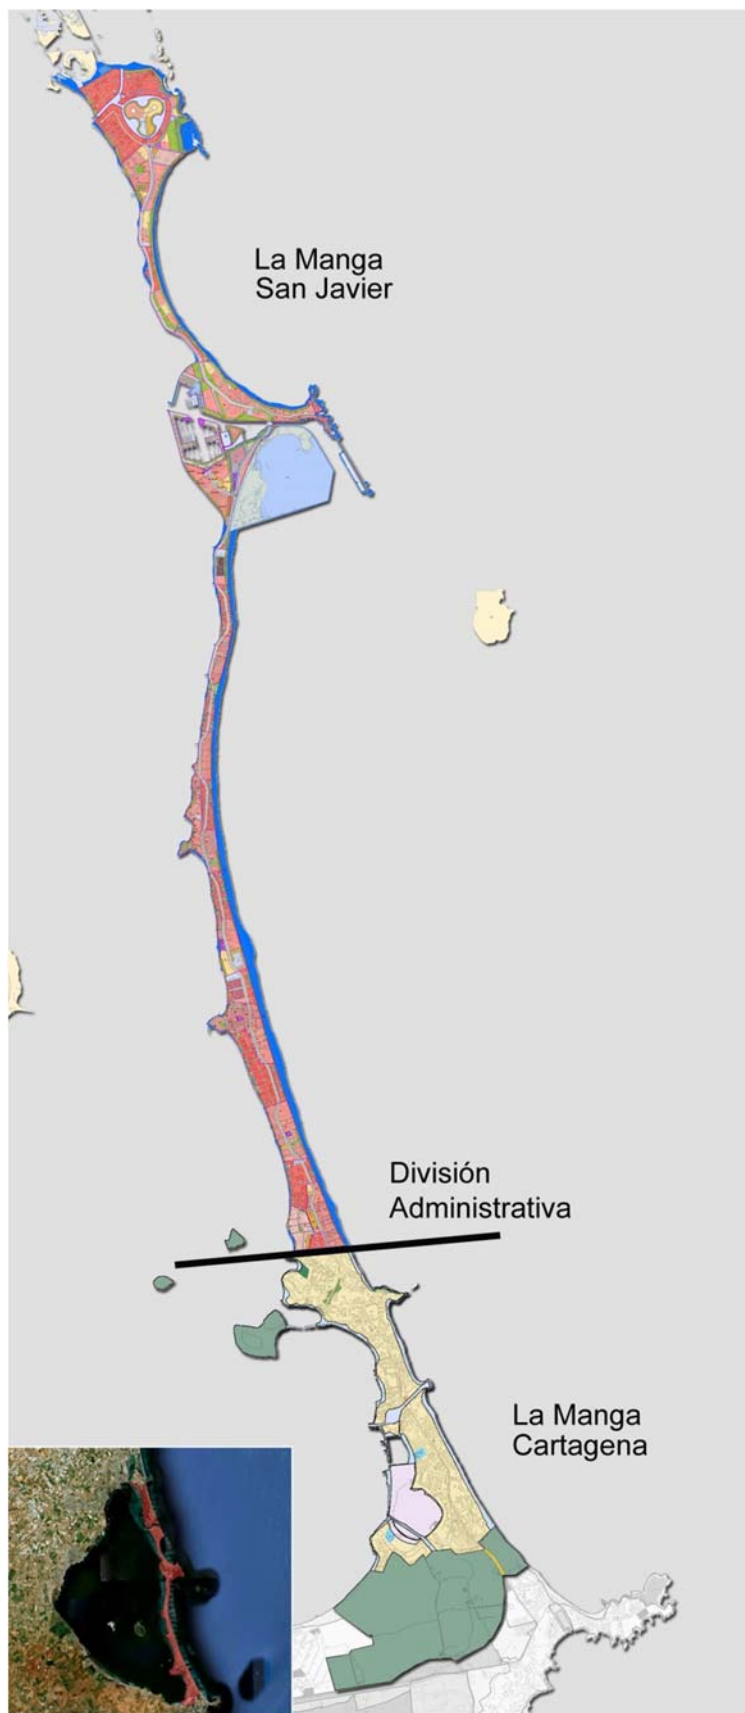 La Manga
San Javier
División
Administrativa
La Manga
Cartagena